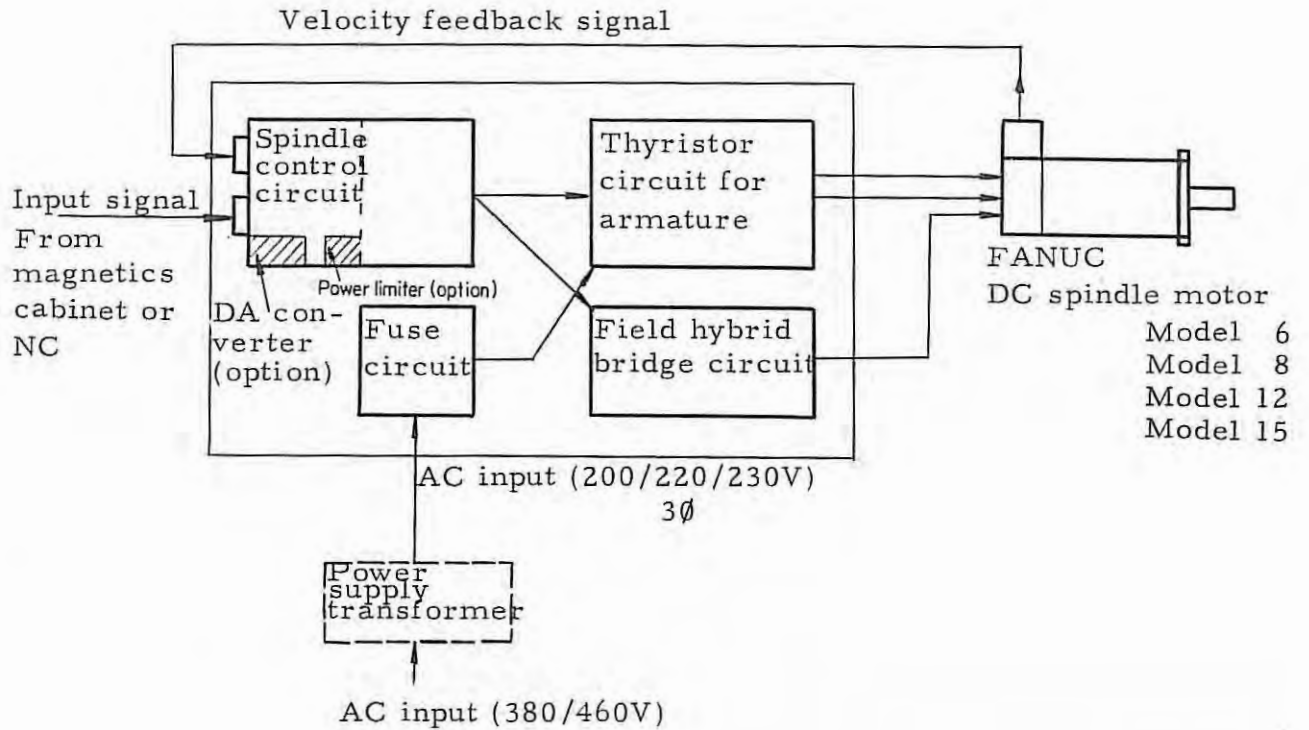 Velocity feedback signal
Spindle
control
circuit
Thyristor
circuit for
armature
Input signal
From
magnetics
cabinet or
NC
DA con-
verter
(option)
Power limiter (option)
Fuse
circuit
Field hybrid
bridge circuit
FANUC
DC spindle motor
Model 6
Model 8
Model 12
Model 15
AC input (200/220/230V)
3ϕ
Power
supply
transformer
AC input (380/460V)